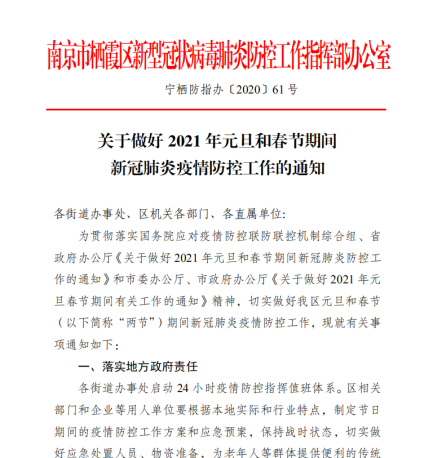 南京市栖霞区新型冠状病毒肺炎防控工作指挥部办公室
宁栖防指办〔2020〕61号
关于做好 2021 年元旦和春节期间
新冠肺炎疫情防控工作的通知
各街道办事处、区机关各部门、各直属单位：
为贯彻落实国务院应对疫情防控联防联控机制综合组、省
政府办公厅《关于做好 2021 年元旦和春节期间新冠肺炎疫情防控工
作的通知》和市委办公厅、市政府办公厅《关于做好 2021 年元
旦春节期间有关工作的通知》精神，切实做好我区元旦和春节
（以下简称“两节”）期间新冠肺炎疫情防控工作，现就有关事
项通知如下：
一、落实地方政府责任
各街道办事处启动 24 小时疫情防控指挥值班体系。区相关
部门和企业等用人单位要根据本地实际和行业特点，制定节日
期间的疫情防控工作方案和应急预案，保持战时状态，切实做
好应急处置人员、物资准备，为老年人等群体提供便利的传统